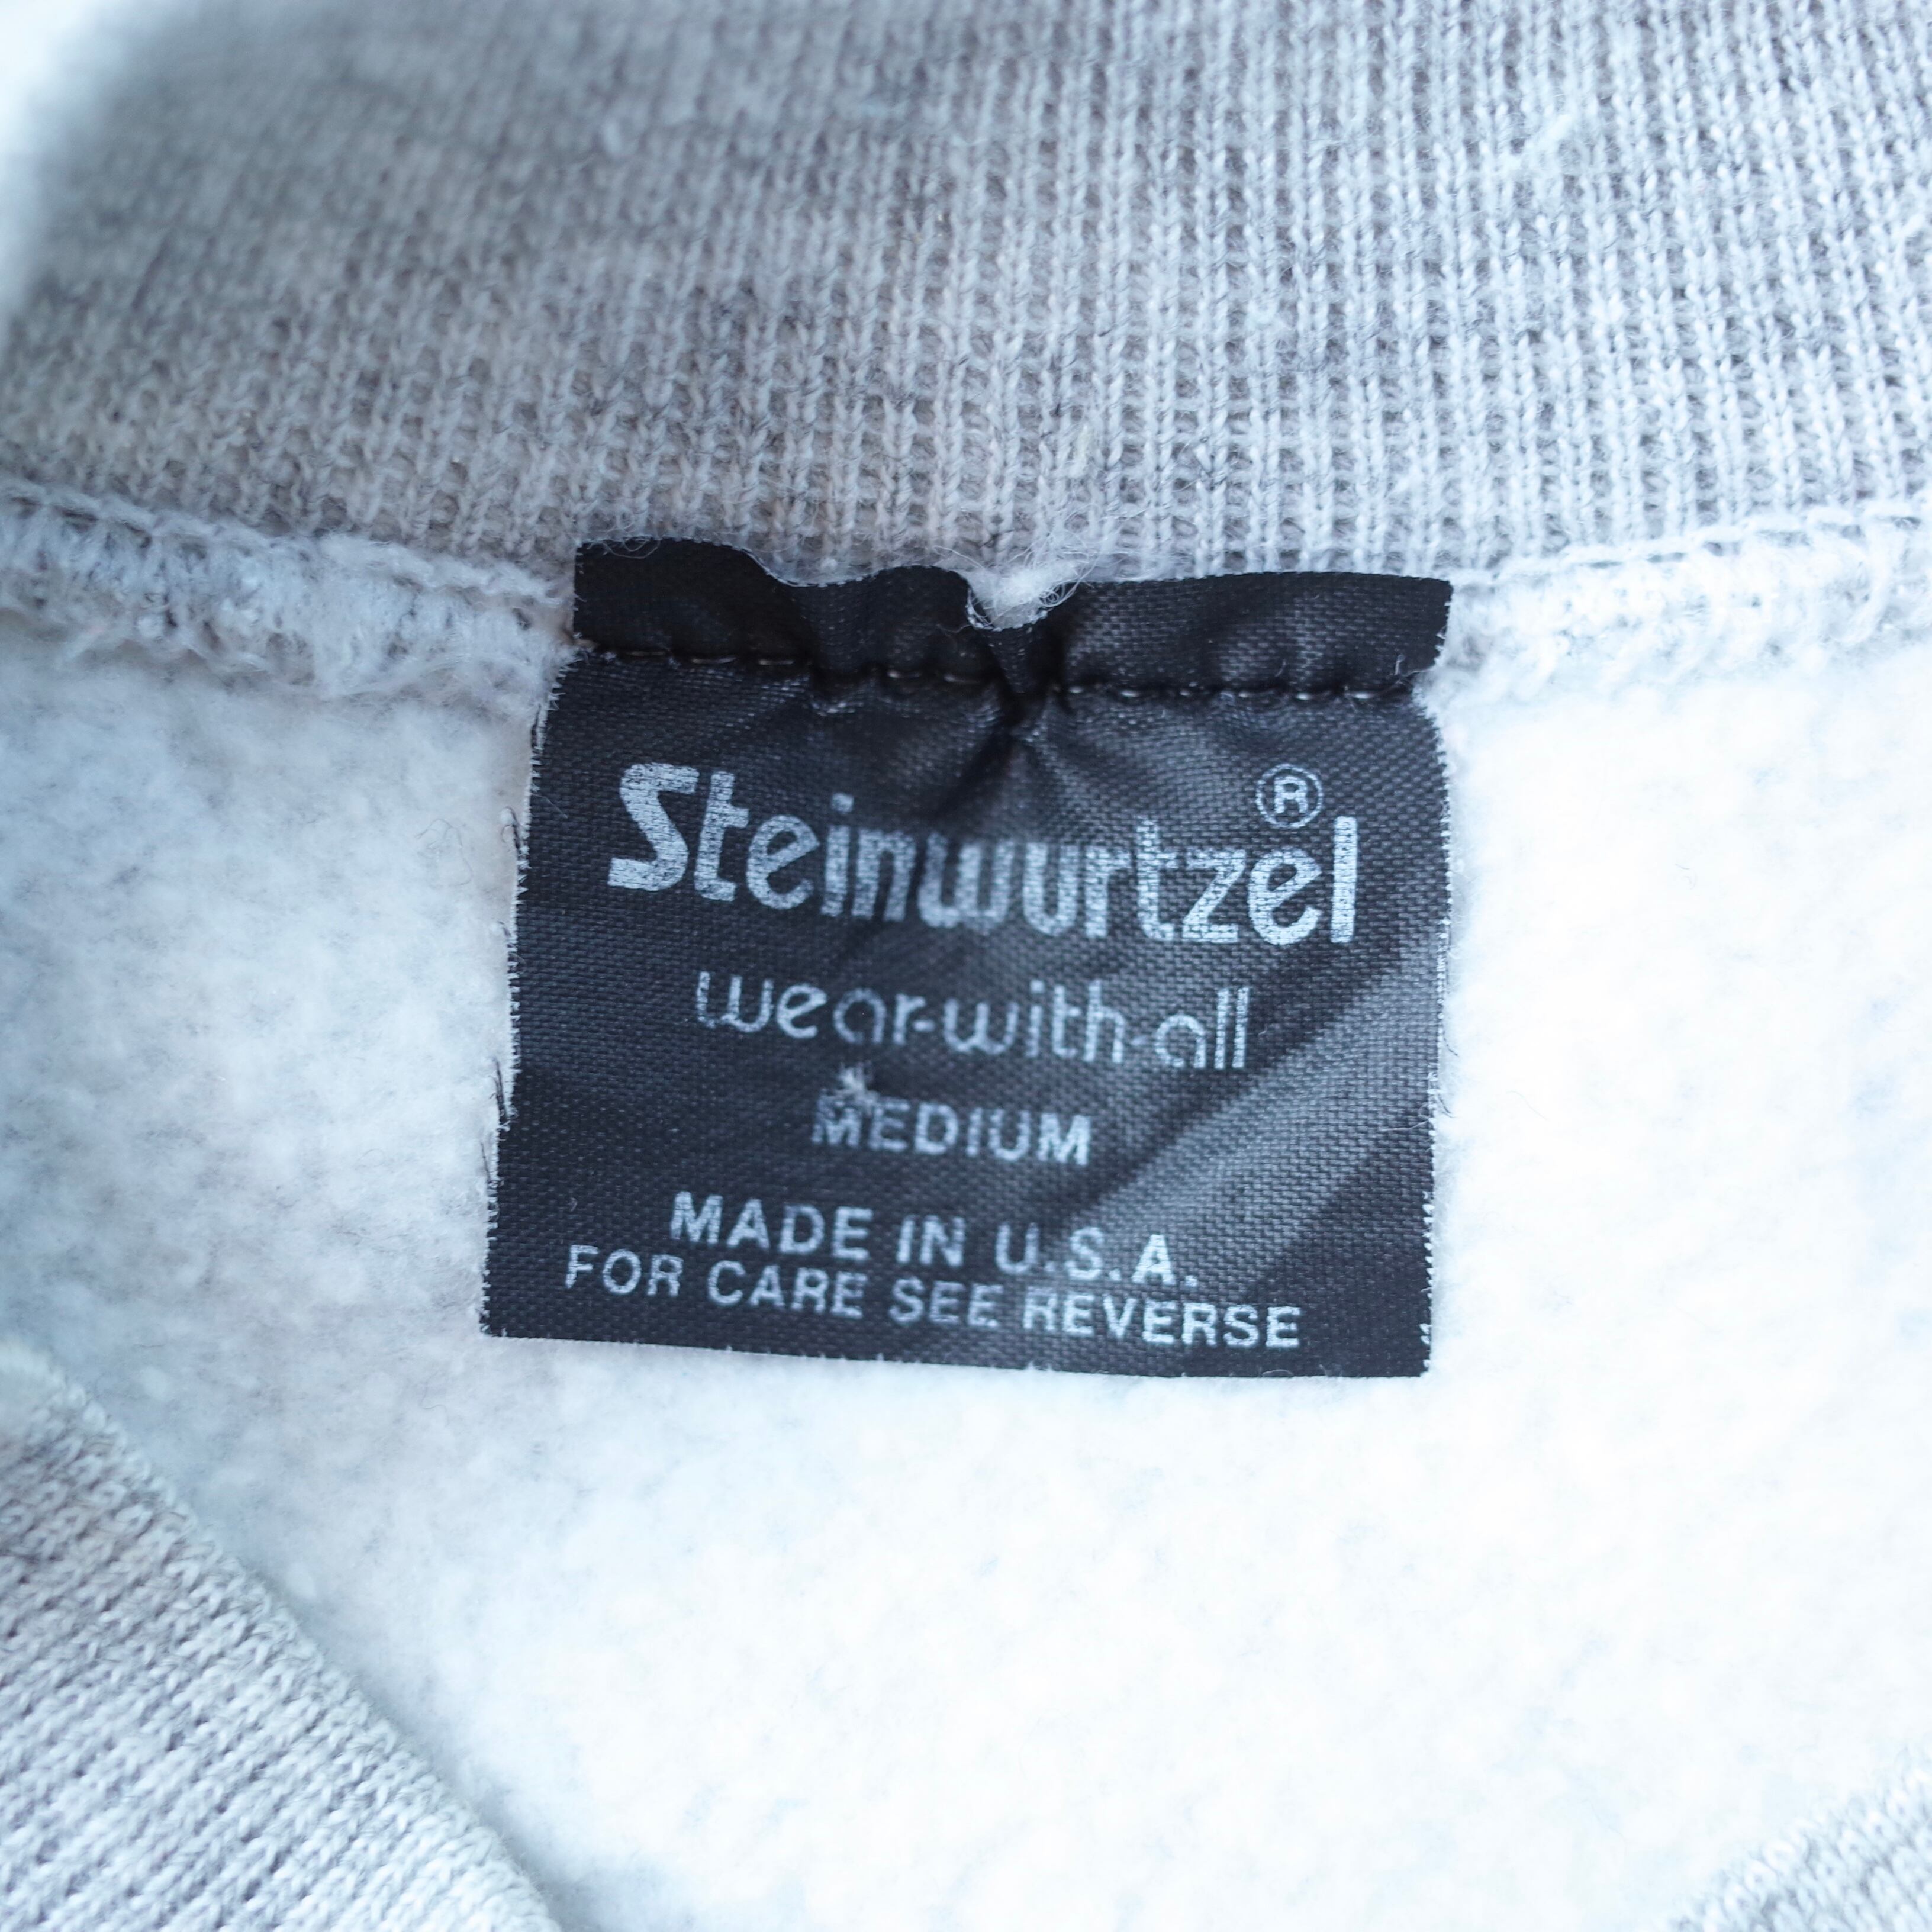 Steinwurtzel®
wear-with-all
MEDIUM
MADE IN U.S.A.
FOR CARE SEE REVERSE